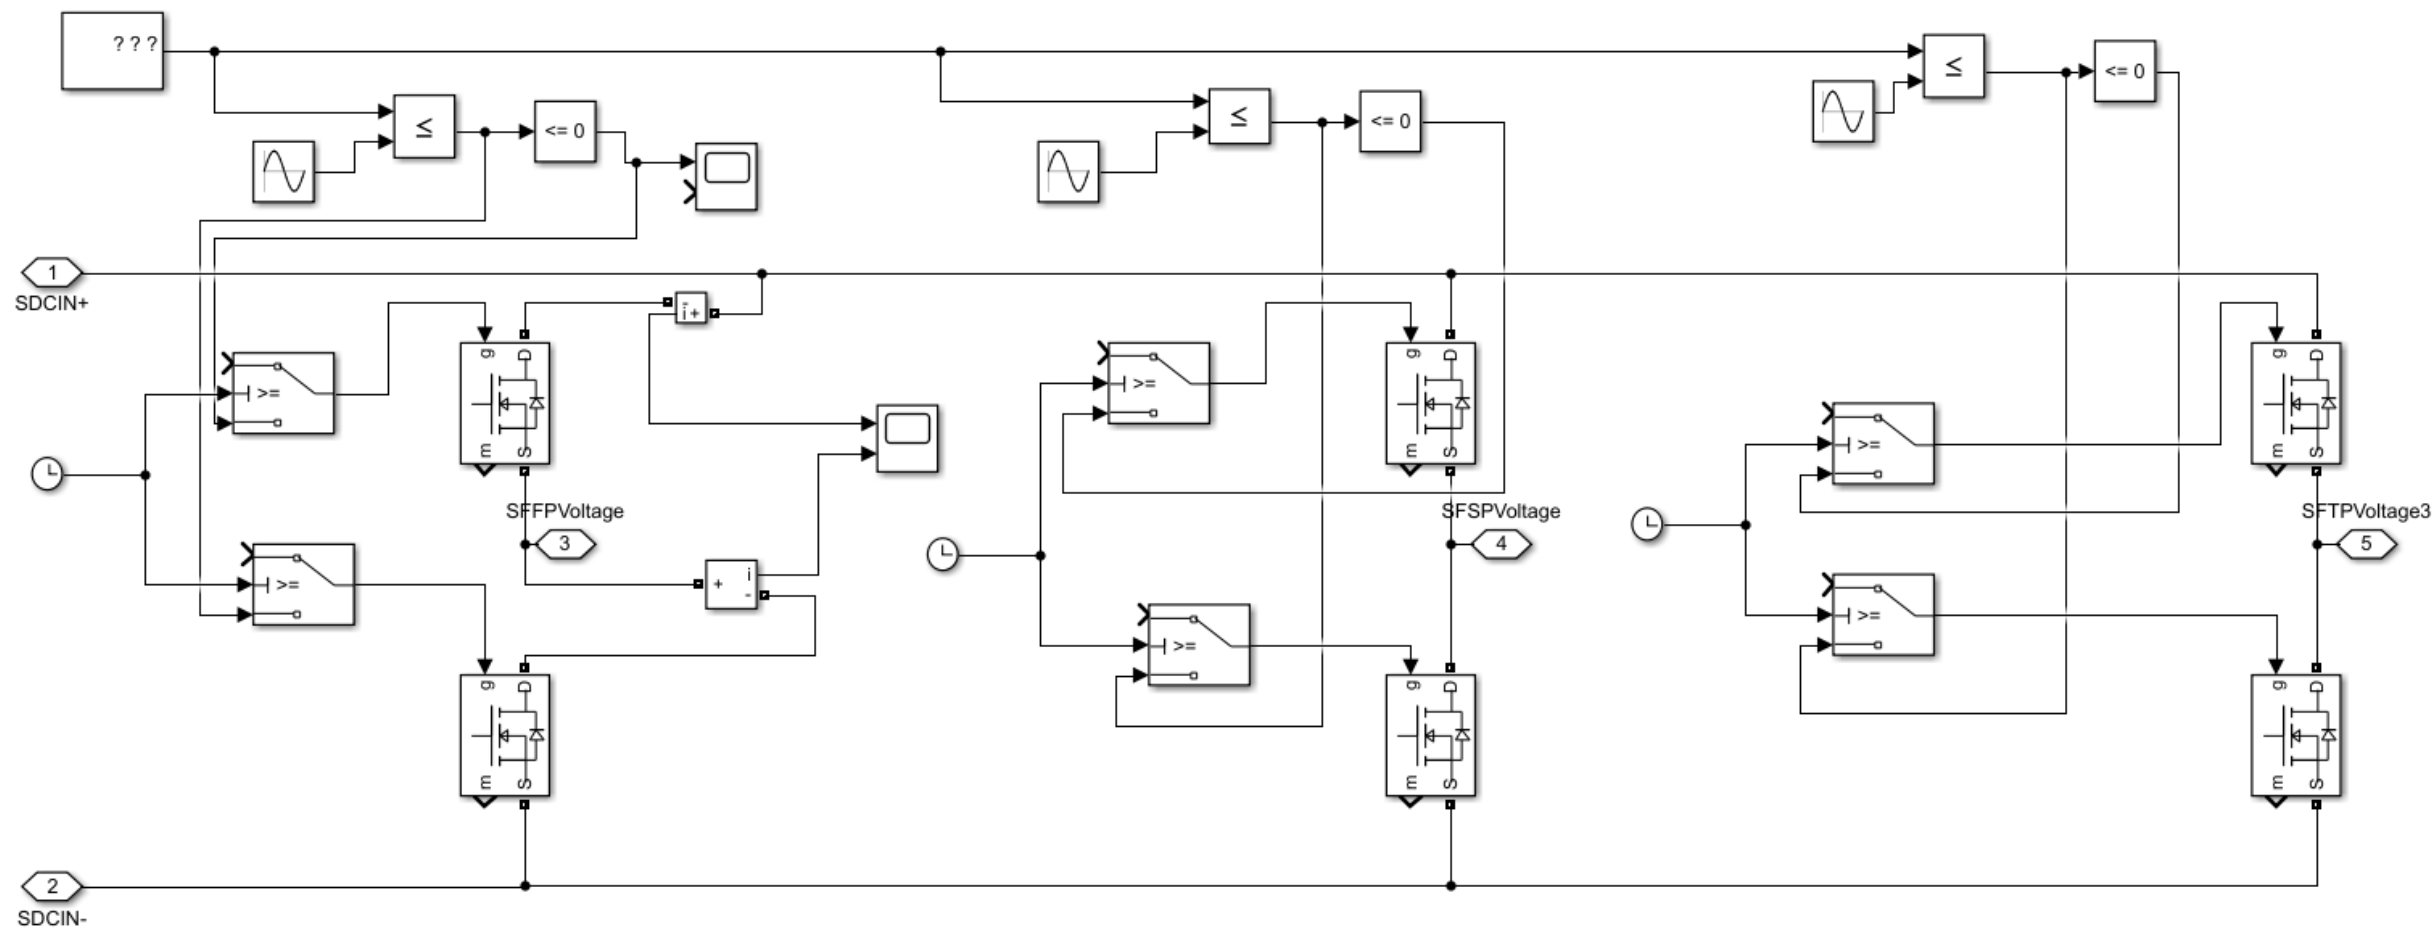 ? ? ?
≤
<= 0
≤
<= 0
≤
<= 0
1
SDCIN+
i+
-
g D
m S
>=
>=
SFFPVoltage
3
+ i
-
g D
m S
>=
>=
g D
m S
SFSPVoltage
4
g D
m S
>=
>=
g D
m S
SFTPVoltage3
5
g D
m S
2
SDCIN-